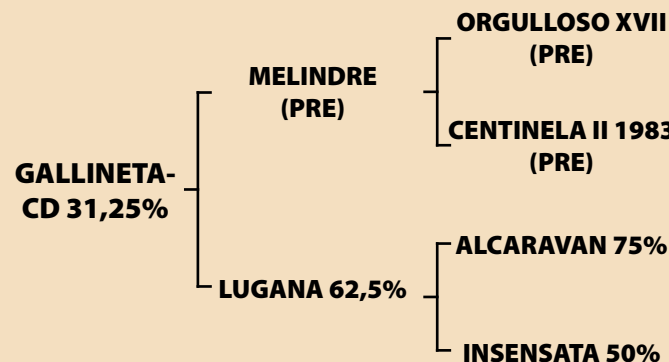 ORGULLOSO XVII
(PRE)
MELINDRE
(PRE)
CENTINELA II 1983
(PRE)
GALLINETA-
CD 31,25%
ALCARAVAN 75%
LUGANA 62,5%
INSENSATA 50%